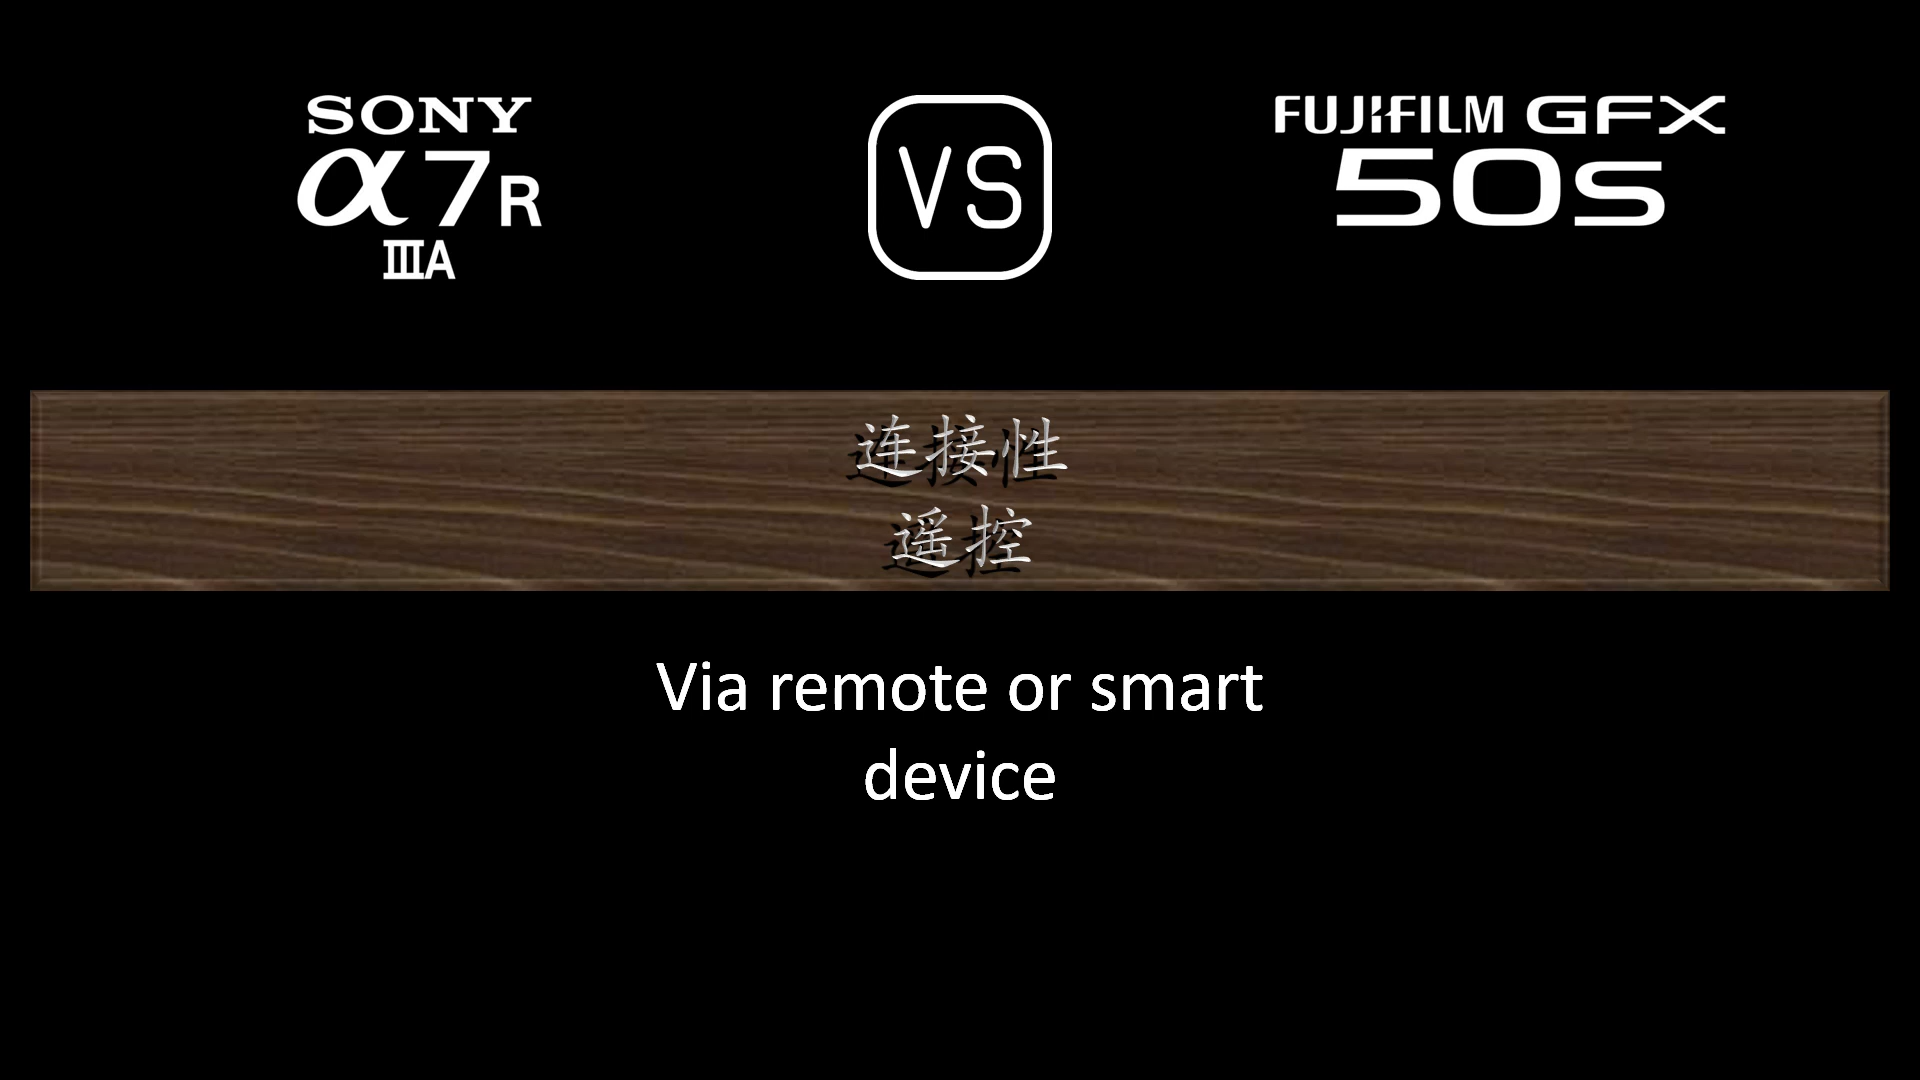 SONY
α7R
IIIA
VS
FUJIFILM GFX
50S
连接性
遥控
Via remote or smart
device